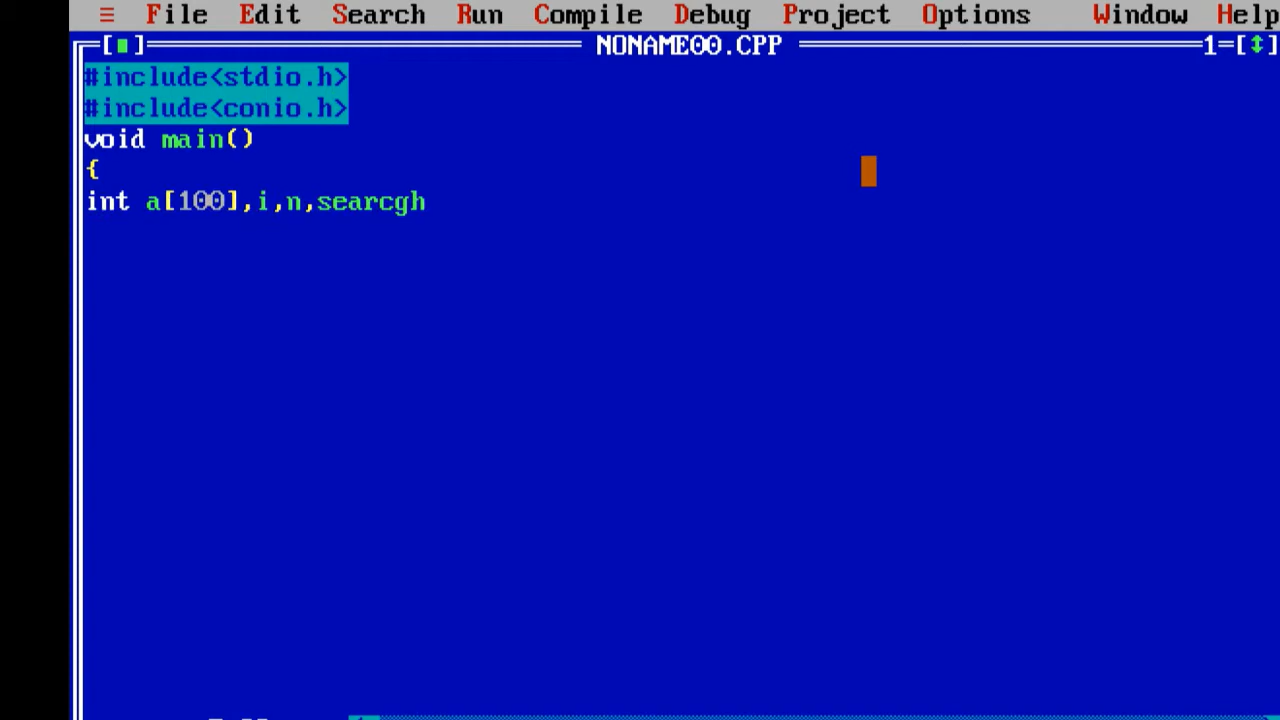 ≡ File Edit Search Run Compile Debug Project Options Window Help
[■] NONAME00.CPP 1=[↕]
#include<stdio.h>
#include<conio.h>
void main()
{
int a[100],i,n,searcgh